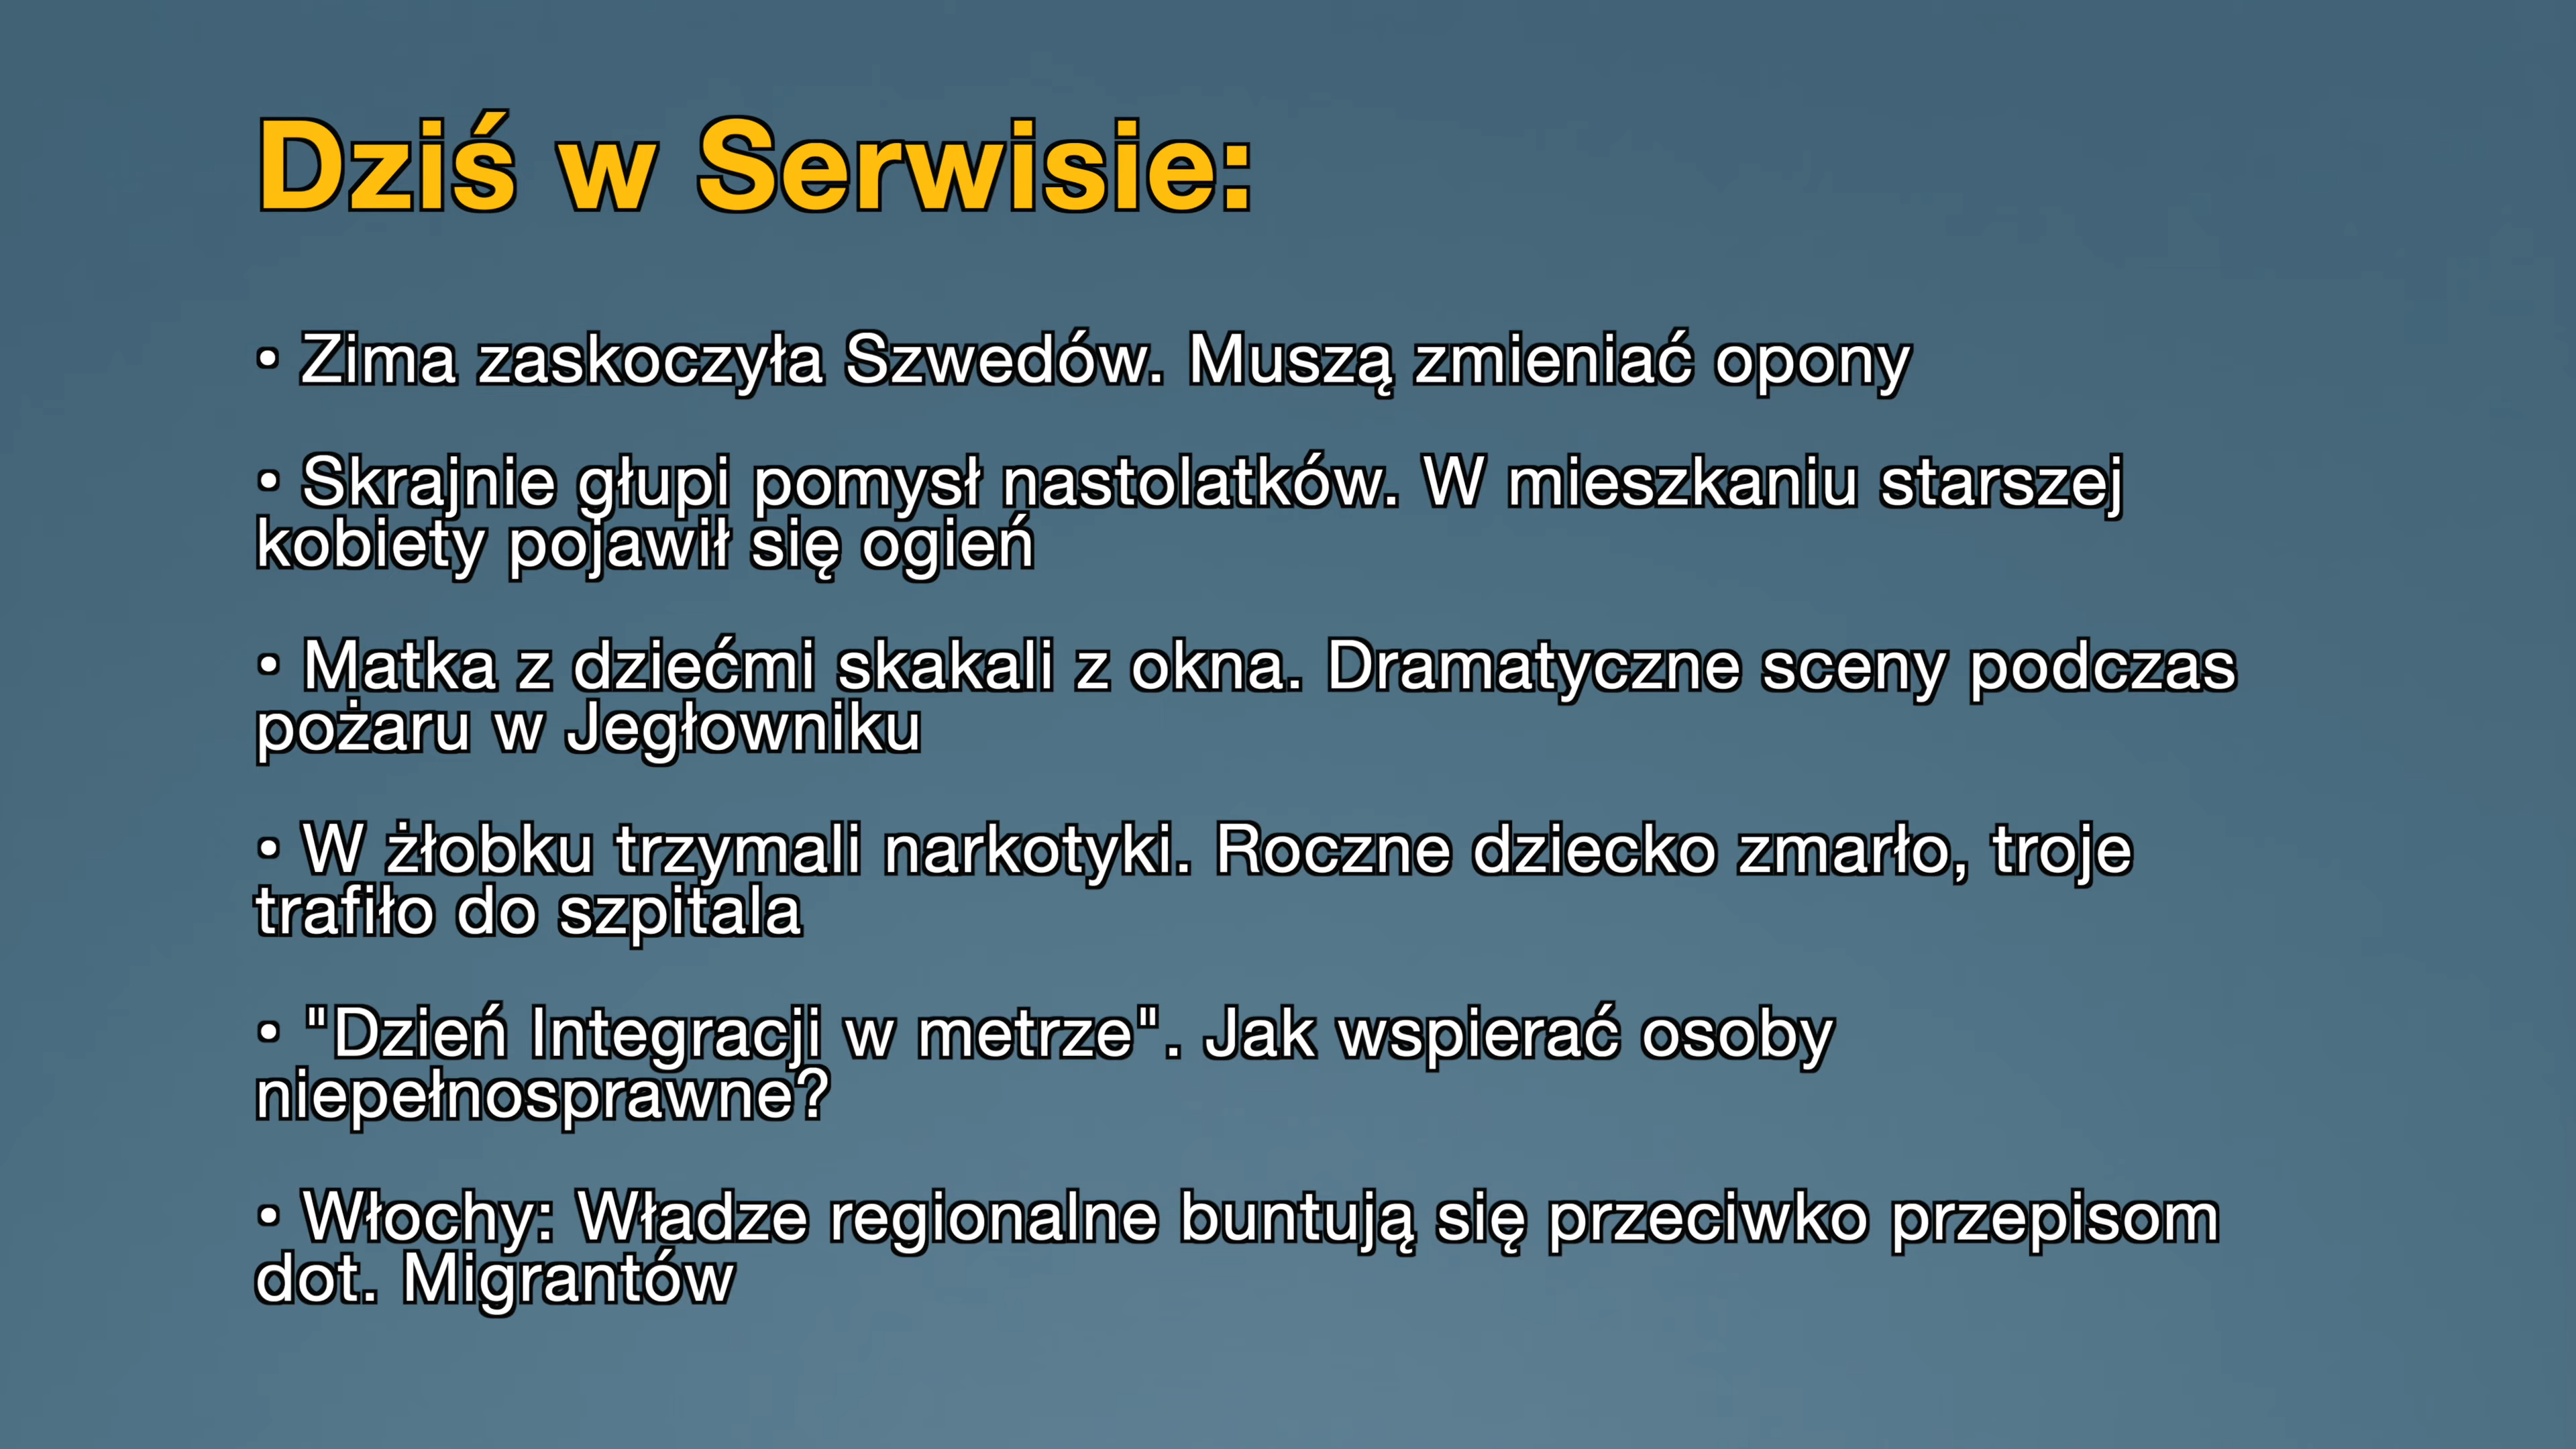 Dziś w Serwisie:
• Zima zaskoczyła Szwedów. Muszą zmieniać opony
• Skrajnie głupi pomysł nastolatków. W mieszkaniu starszej
kobiety pojawił się ogień
• Matka z dziećmi skakali z okna. Dramatyczne sceny podczas
pożaru w Jegłowniku
• W żłobku trzymali narkotyki. Roczne dziecko zmarło, troje
trafiło do szpitala
• "Dzień Integracji w metrze". Jak wspierać osoby
niepełnosprawne?
• Włochy: Władze regionalne buntują się przeciwko przepisom
dot. Migrantów